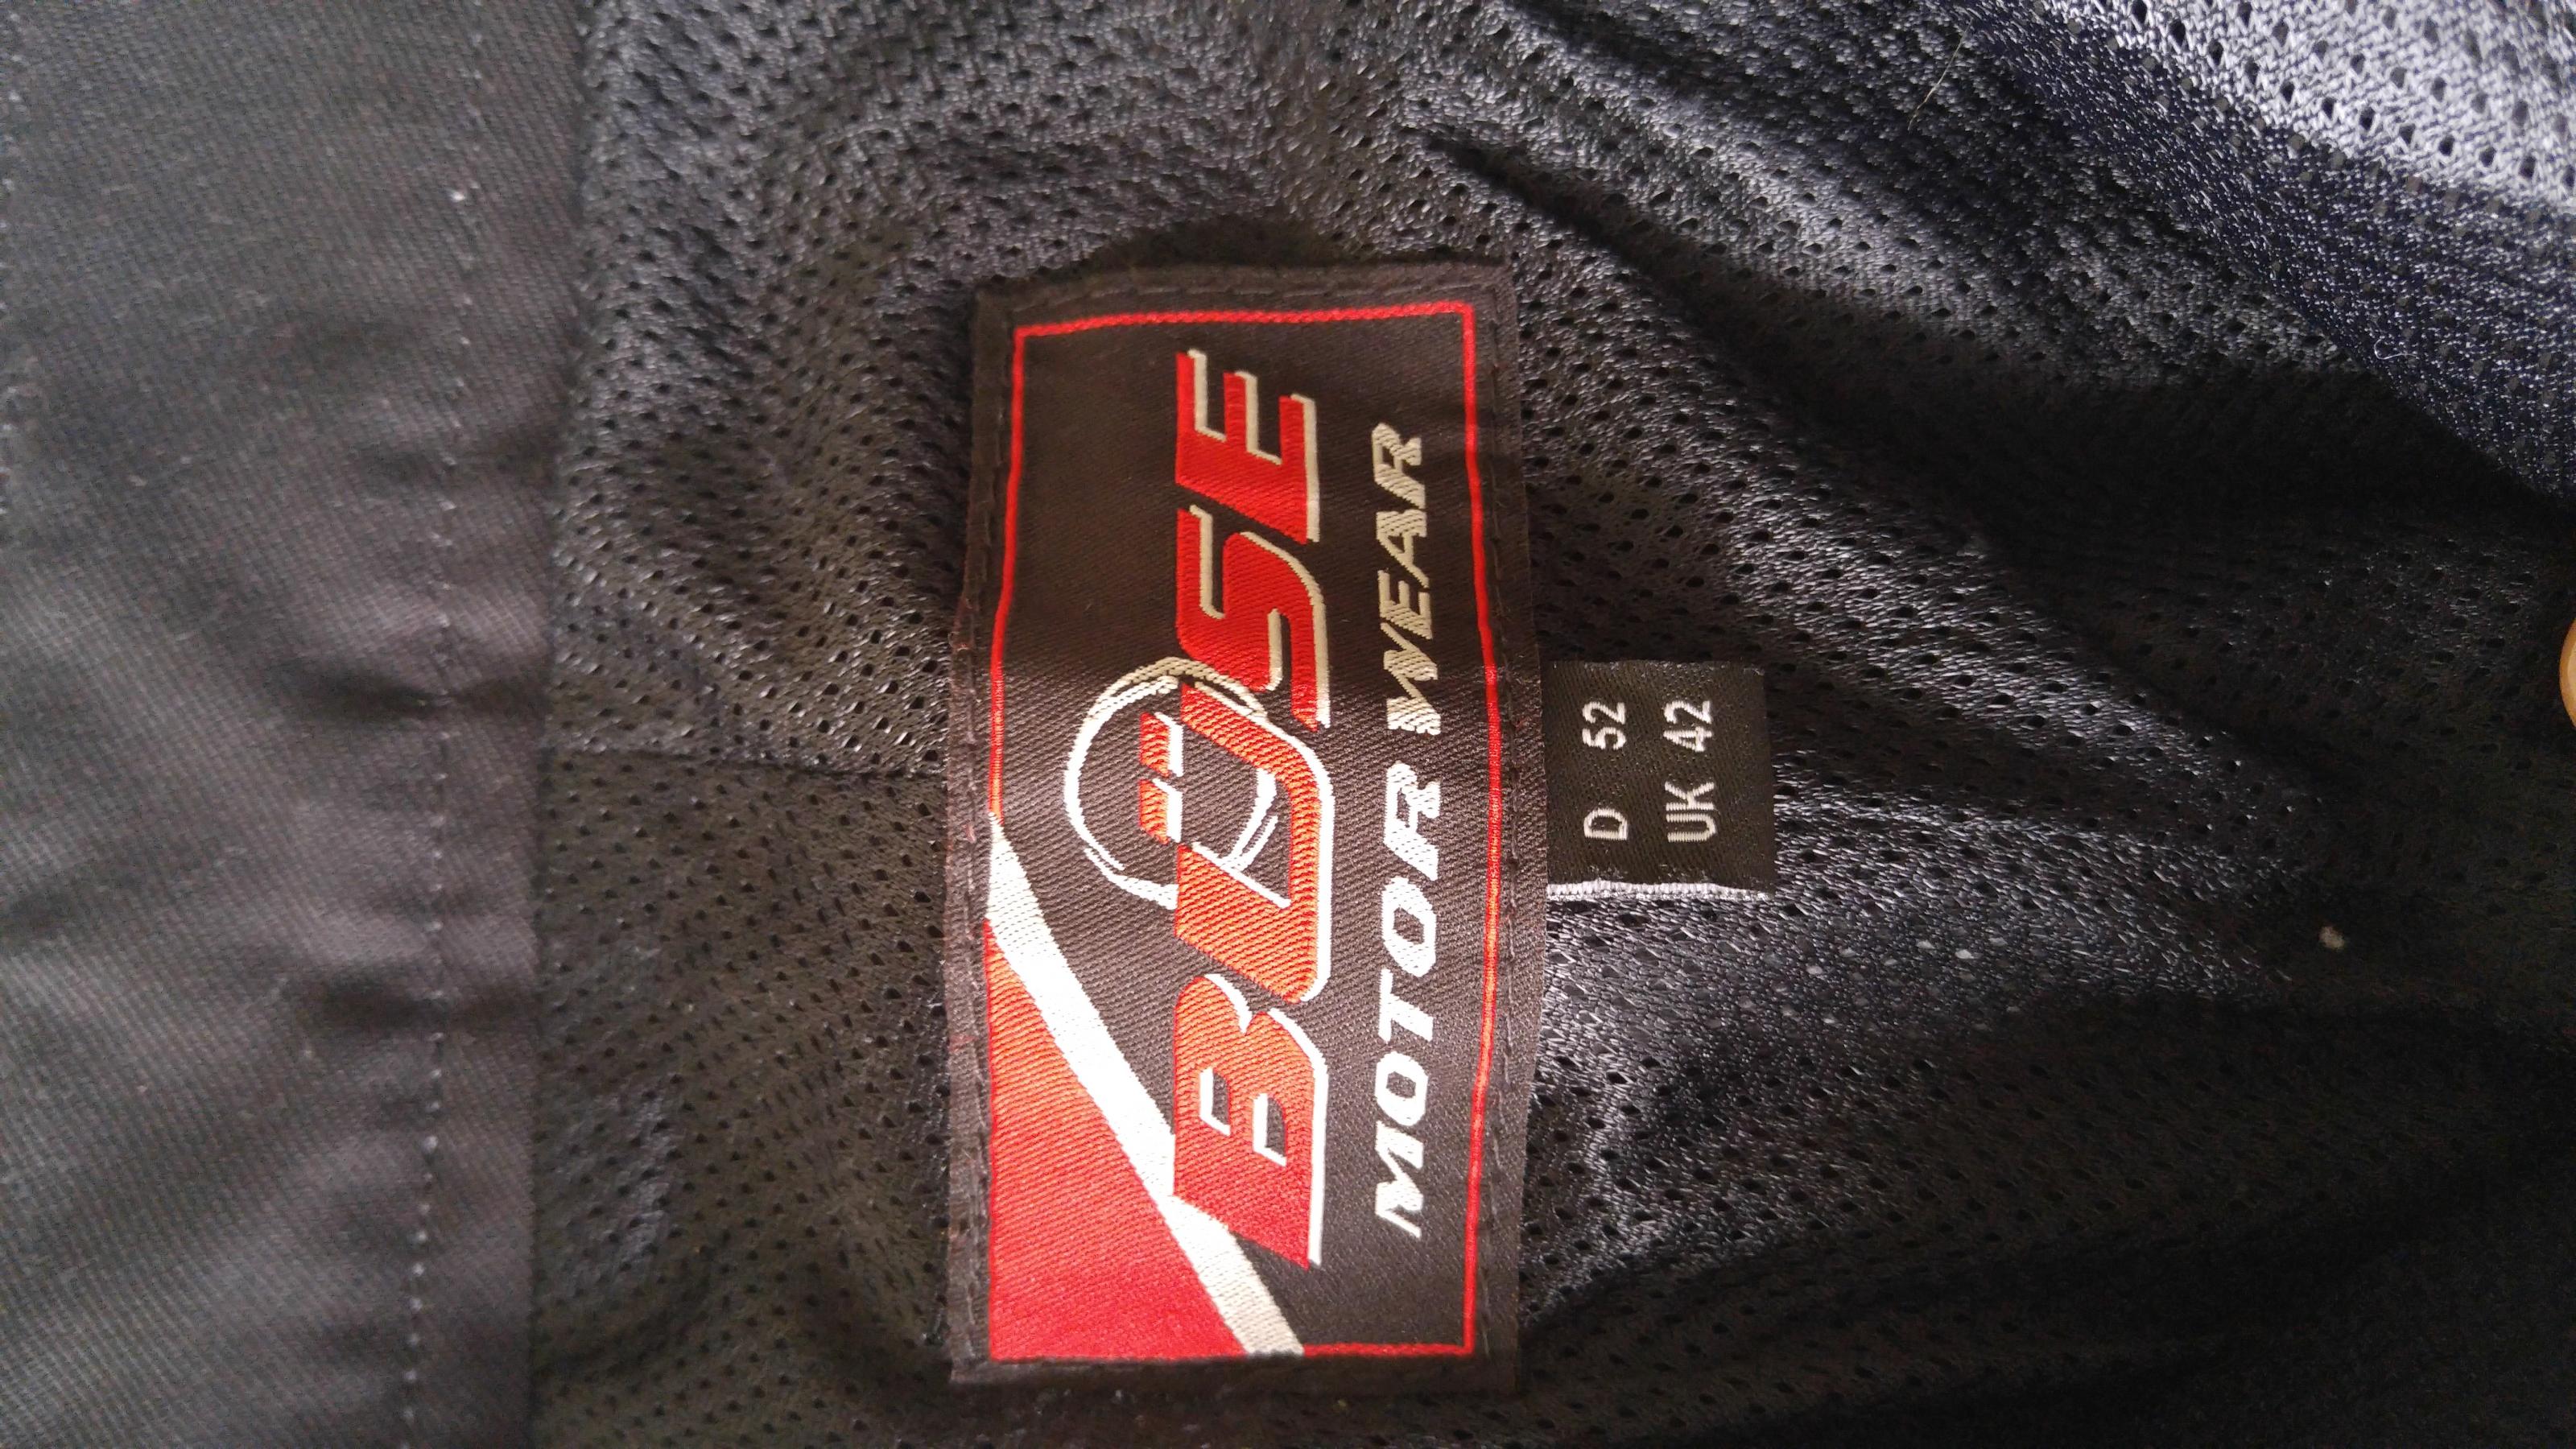 BÜSE
MOTOR WEAR
D 52
UK 42